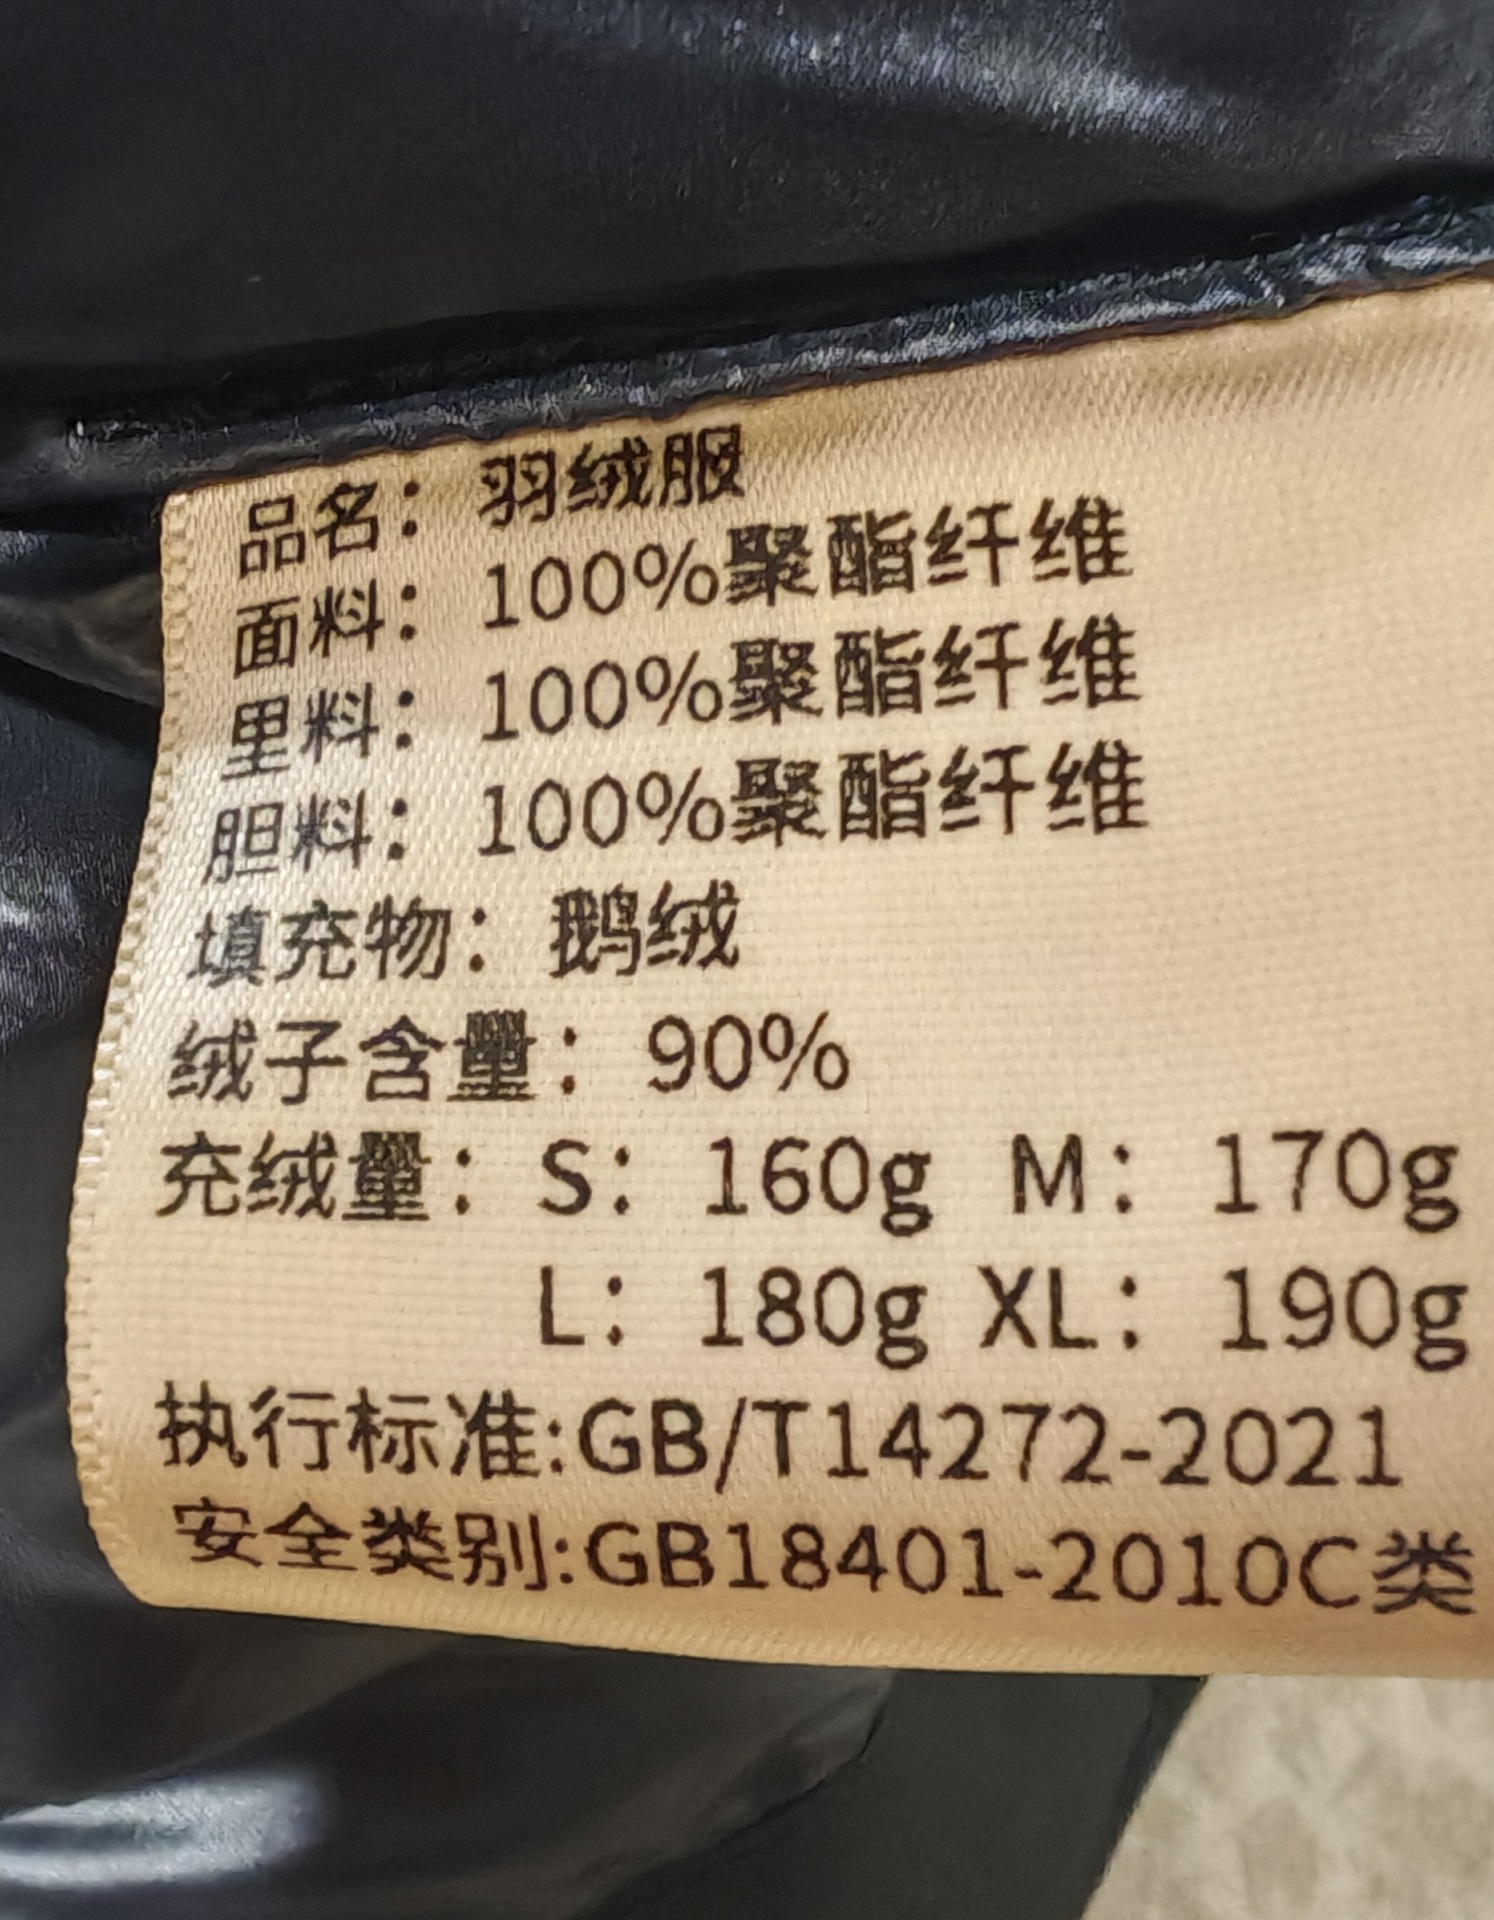 品名：羽绒服
面料：100%聚酯纤维
里料：100%聚酯纤维
胆料：100%聚酯纤维
填充物：鹅绒
绒子含量：90%
充绒量：S：160g M：170g
L：180g XL：190g
执行标准:GB/T14272-2021
安全类别:GB18401-2010C类